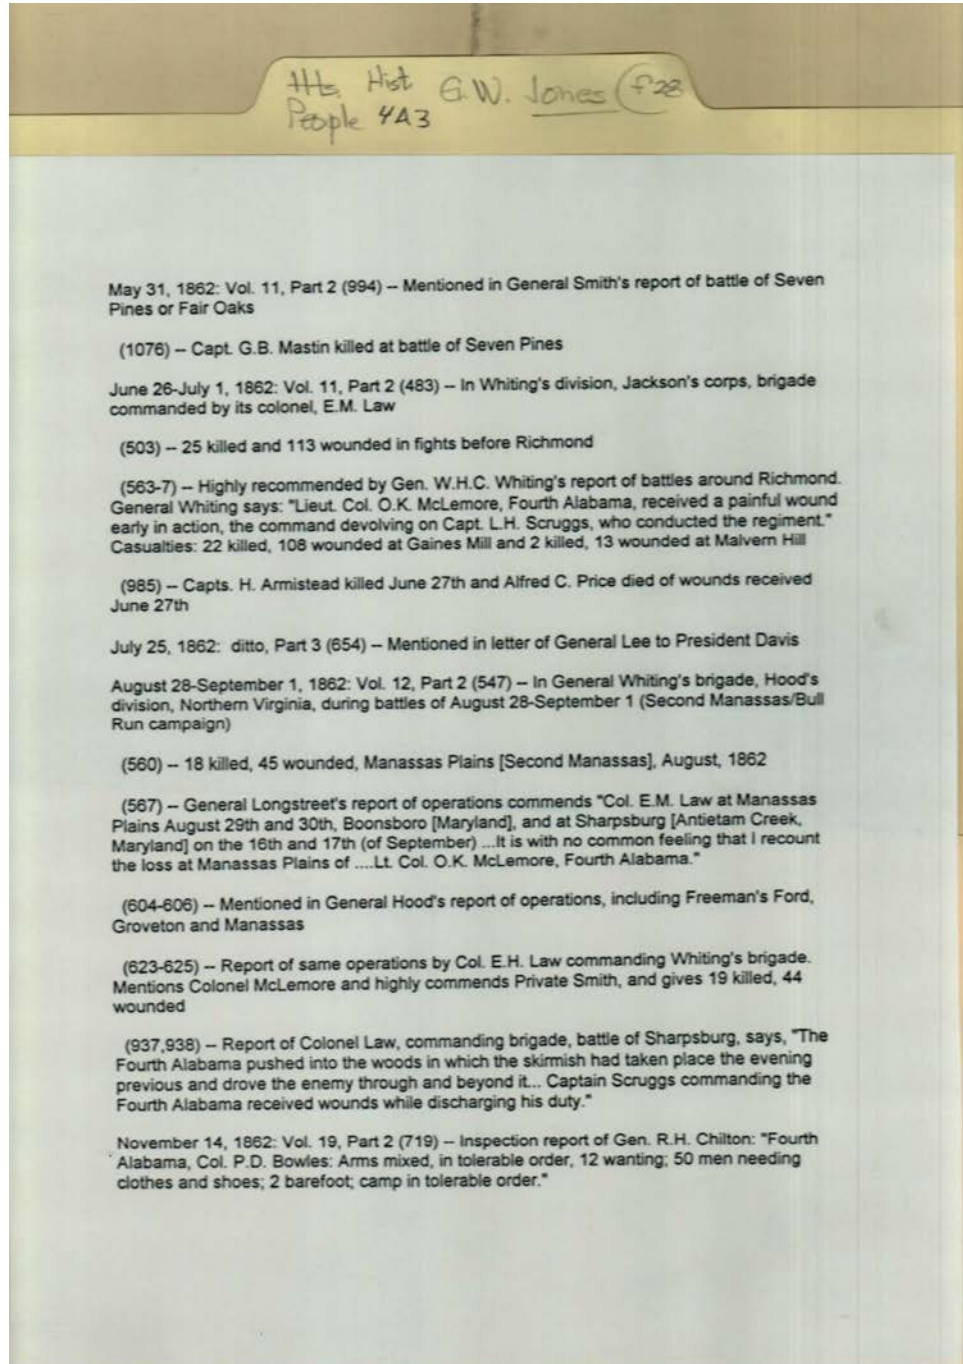 Hts. Hist G.W. Jones (f28
People 4A3
May 31, 1862: Vol. 11, Part 2 (994) -- Mentioned in General Smith's report of battle of Seven
Pines or Fair Oaks
(1076) -- Capt. G.B. Mastin killed at battle of Seven Pines
June 26-July 1, 1862: Vol. 11, Part 2 (483) -- In Whiting's division, Jackson's corps, brigade
commanded by its colonel, E.M. Law
(503) -- 25 killed and 113 wounded in fights before Richmond
(563-7) -- Highly recommended by Gen. W.H.C. Whiting's report of battles around Richmond.
General Whiting says: "Lieut. Col. O.K. McLemore, Fourth Alabama, received a painful wound
early in action, the command devolving on Capt. L.H. Scruggs, who conducted the regiment."
Casualties: 22 killed, 108 wounded at Gaines Mill and 2 killed, 13 wounded at Malvern Hill
(985) -- Capts. H. Armistead killed June 27th and Alfred C. Price died of wounds received
June 27th
July 25, 1862: ditto, Part 3 (654) -- Mentioned in letter of General Lee to President Davis
August 28-September 1, 1862: Vol. 12, Part 2 (547) -- In General Whiting's brigade, Hood's
division, Northern Virginia, during battles of August 28-September 1 (Second Manassas/Bull
Run campaign)
(560) -- 18 killed, 45 wounded, Manassas Plains [Second Manassas], August, 1862
(567) -- General Longstreet's report of operations commends "Col. E.M. Law at Manassas
Plains August 29th and 30th, Boonsboro [Maryland], and at Sharpsburg [Antietam Creek,
Maryland] on the 16th and 17th (of September) ...It is with no common feeling that I recount
the loss at Manassas Plains of ....Lt. Col. O.K. McLemore, Fourth Alabama."
(604-606) -- Mentioned in General Hood's report of operations, including Freeman's Ford,
Groveton and Manassas
(623-625) -- Report of same operations by Col. E.H. Law commanding Whiting's brigade.
Mentions Colonel McLemore and highly commends Private Smith, and gives 19 killed, 44
wounded
(937,938) -- Report of Colonel Law, commanding brigade, battle of Sharpsburg, says, "The
Fourth Alabama pushed into the woods in which the skirmish had taken place the evening
previous and drove the enemy through and beyond it... Captain Scruggs commanding the
Fourth Alabama received wounds while discharging his duty."
November 14, 1862: Vol. 19, Part 2 (719) -- Inspection report of Gen. R.H. Chilton: "Fourth
Alabama, Col. P.D. Bowles: Arms mixed, in tolerable order, 12 wanting; 50 men needing
clothes and shoes; 2 barefoot; camp in tolerable order."